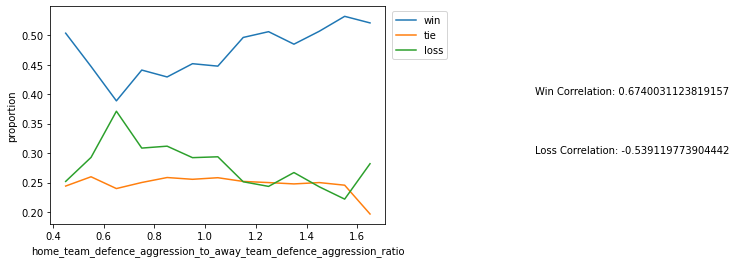 0.50
0.45
0.40
0.35
0.30
0.25
0.20
proportion
0.4
0.6
0.8
1.0
1.2
1.4
1.6
home_team_defence_aggression_to_away_team_defence_aggression_ratio
win
tie
loss
Win Correlation: 0.6740031123819157
Loss Correlation: -0.539119773904442